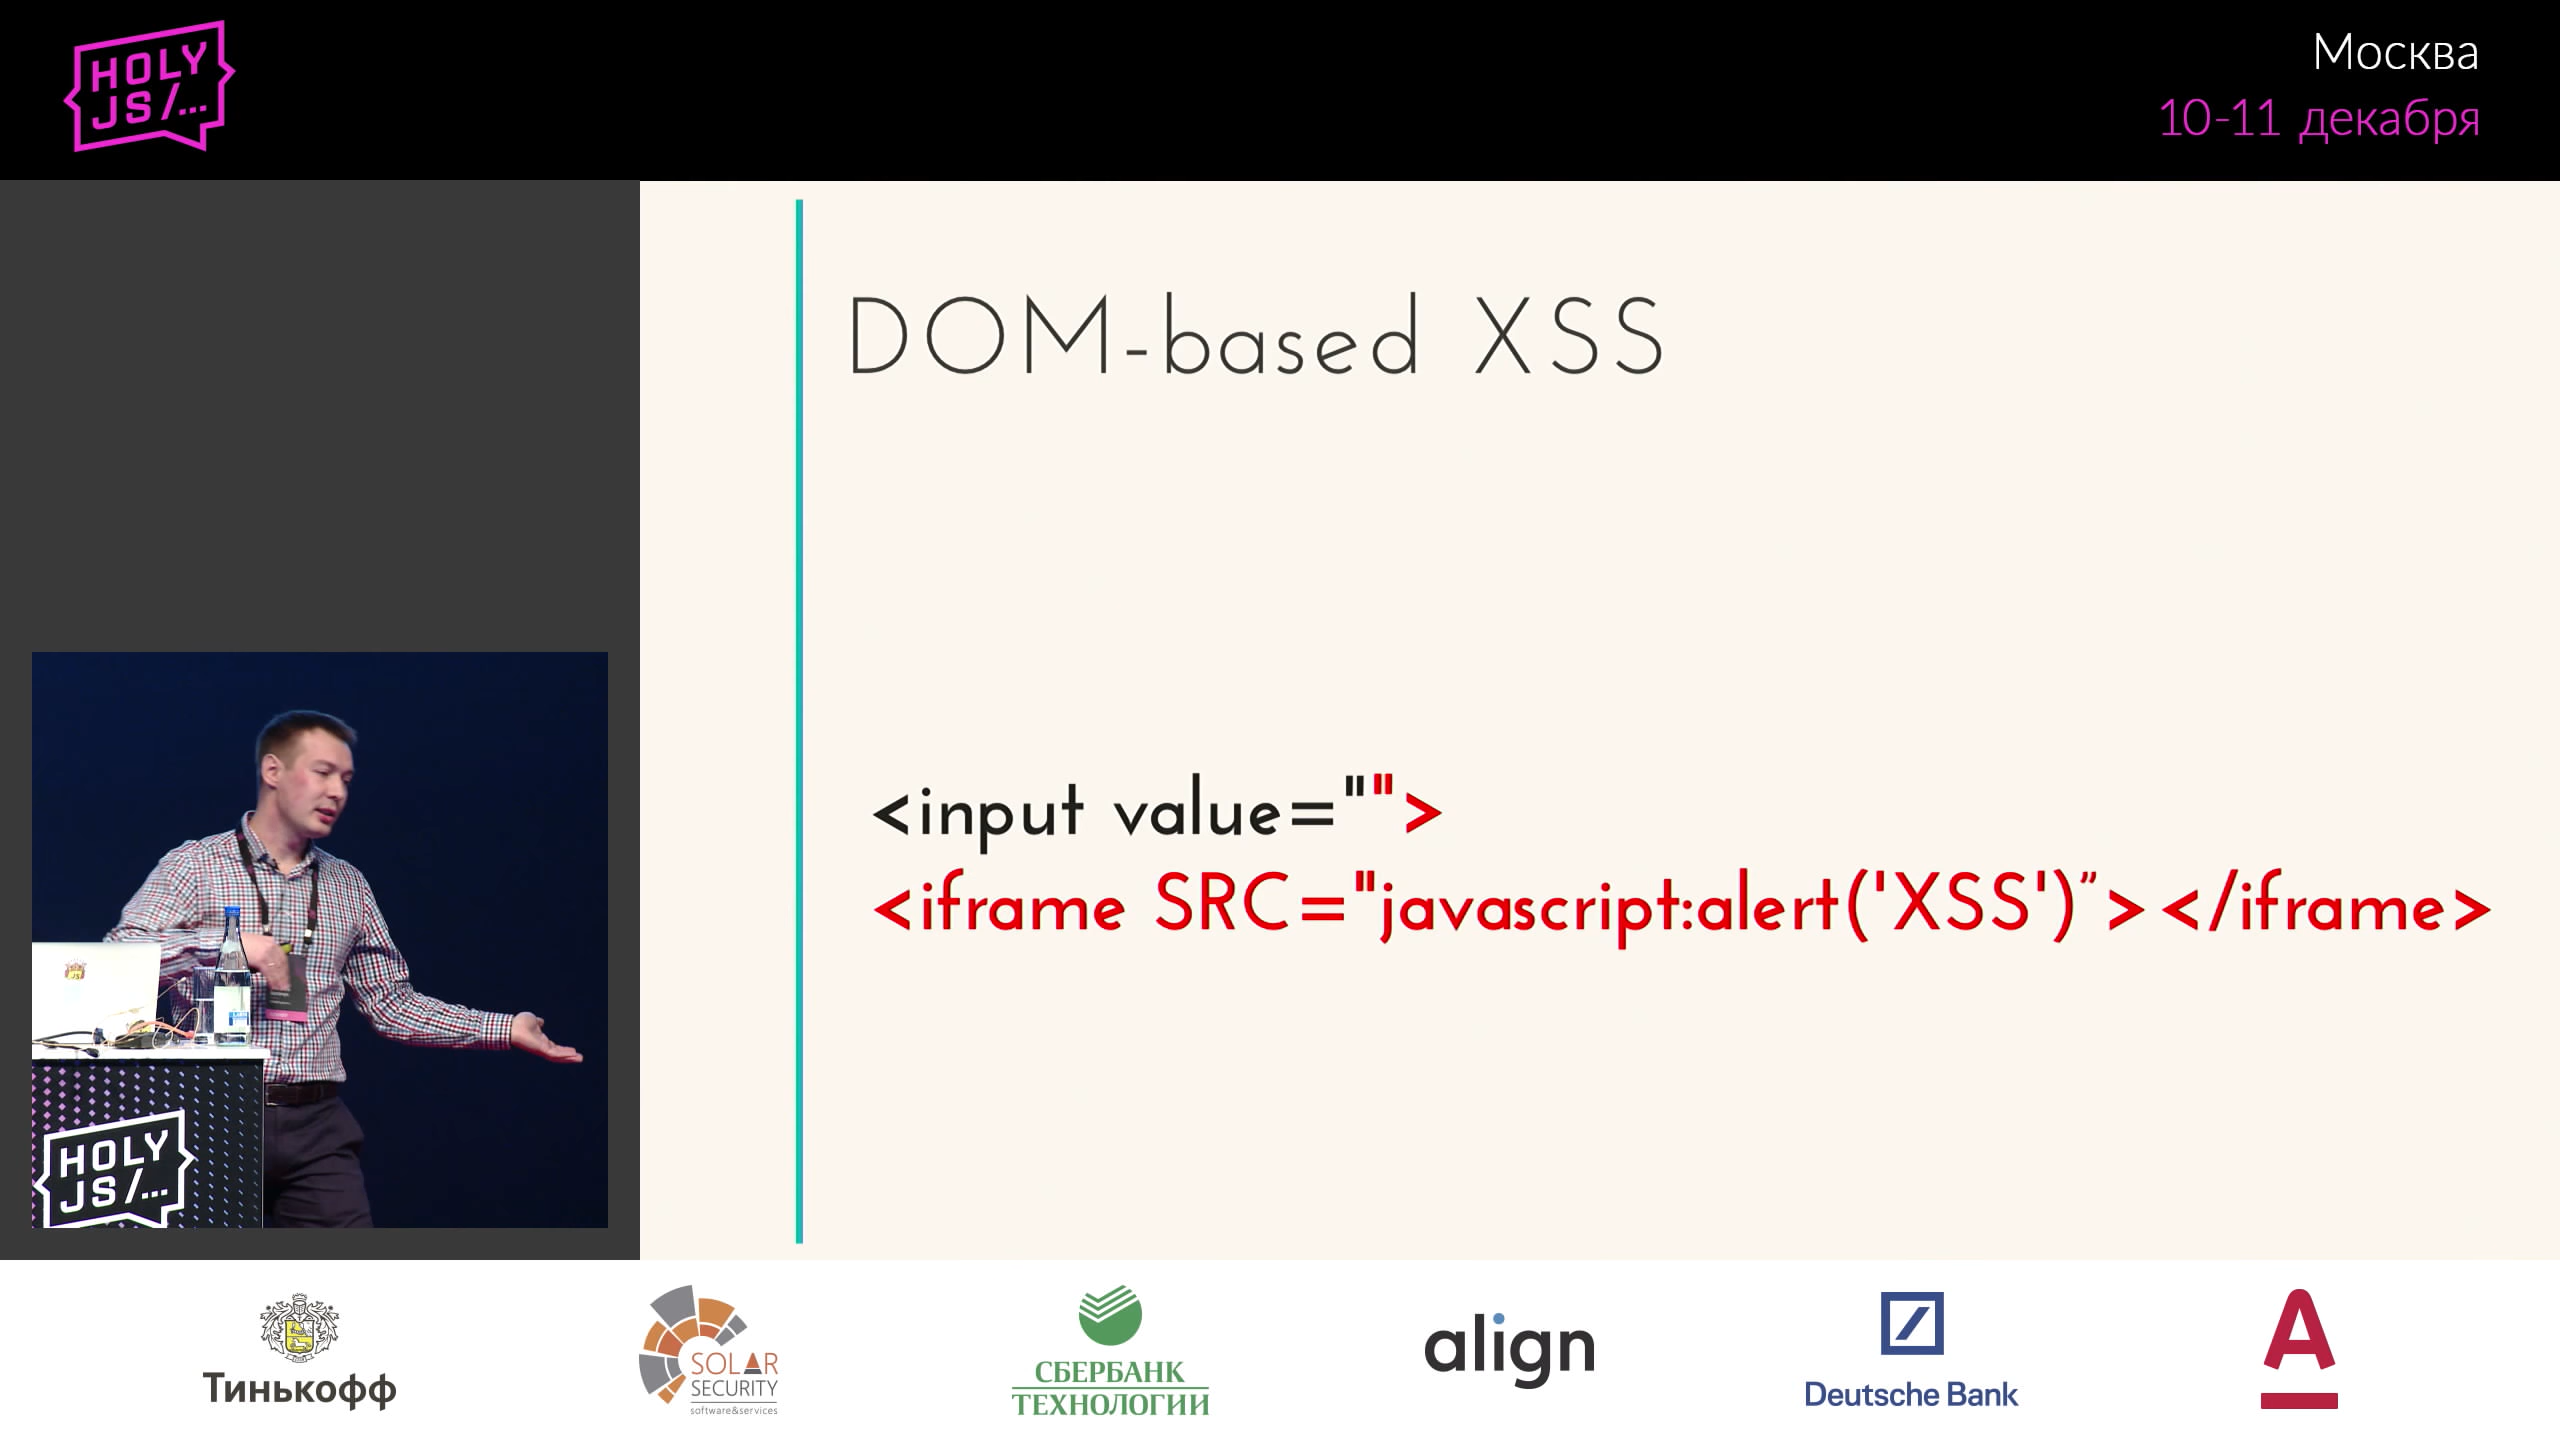 HOLY
JS/...
Москва
10-11 декабря
DOM-based XSS
<input value="">
<iframe SRC="javascript:alert('XSS')”></iframe>
JS
HOLY
JS/...
Тинькофф
SOLAR
SECURITY
software&services
СБЕРБАНК
ТЕХНОЛОГИИ
align
Deutsche Bank
А